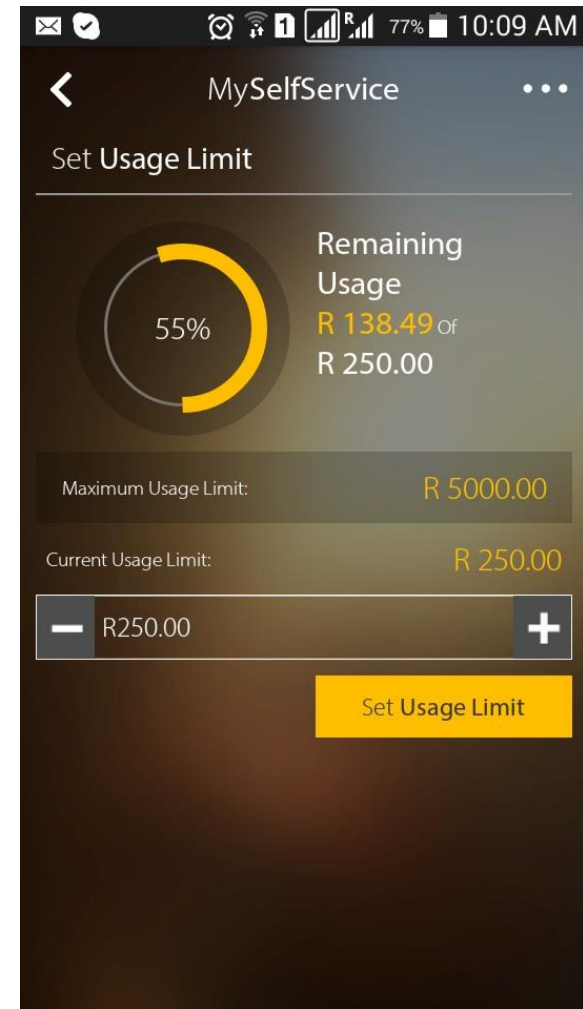 1 R 77% 10:09 AM
MySelfService
Set Usage Limit
Remaining
Usage
55%
R 138.49 Of
R 250.00
Maximum Usage Limit: R 5000.00
Current Usage Limit: R 250.00
R250.00
Set Usage Limit